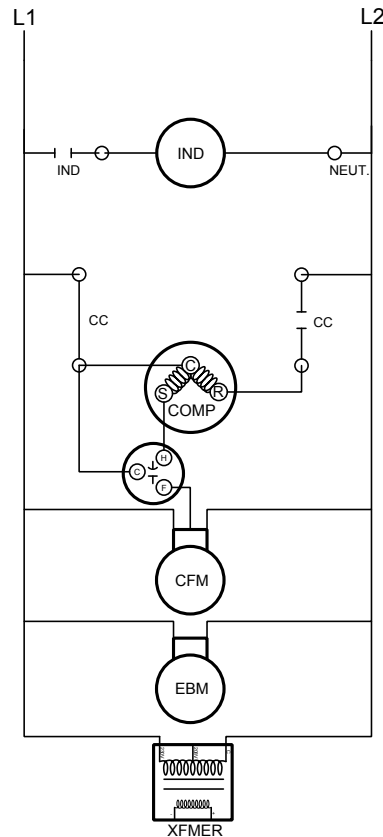 L1 L2
IND
IND NEUT.
CC CC
C
S R
COMP
H
C
F
CFM
EBM
XFMER